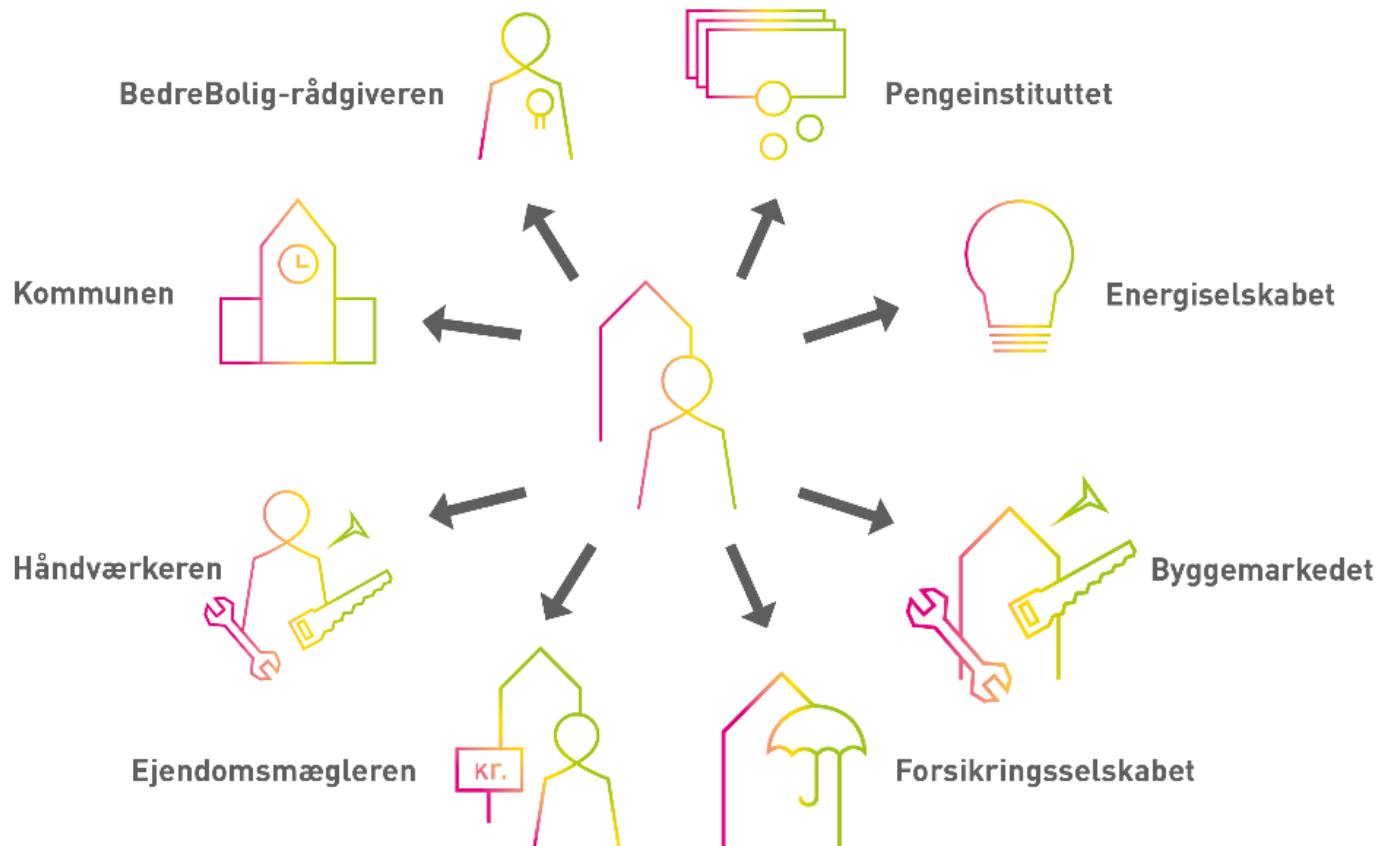 BedreBolig-rådgiveren
Pengeinstituttet
Kommunen
Energiselskabet
Håndværkeren
Byggemarkedet
Ejendomsmægleren
kr.
Forsikringsselskabet